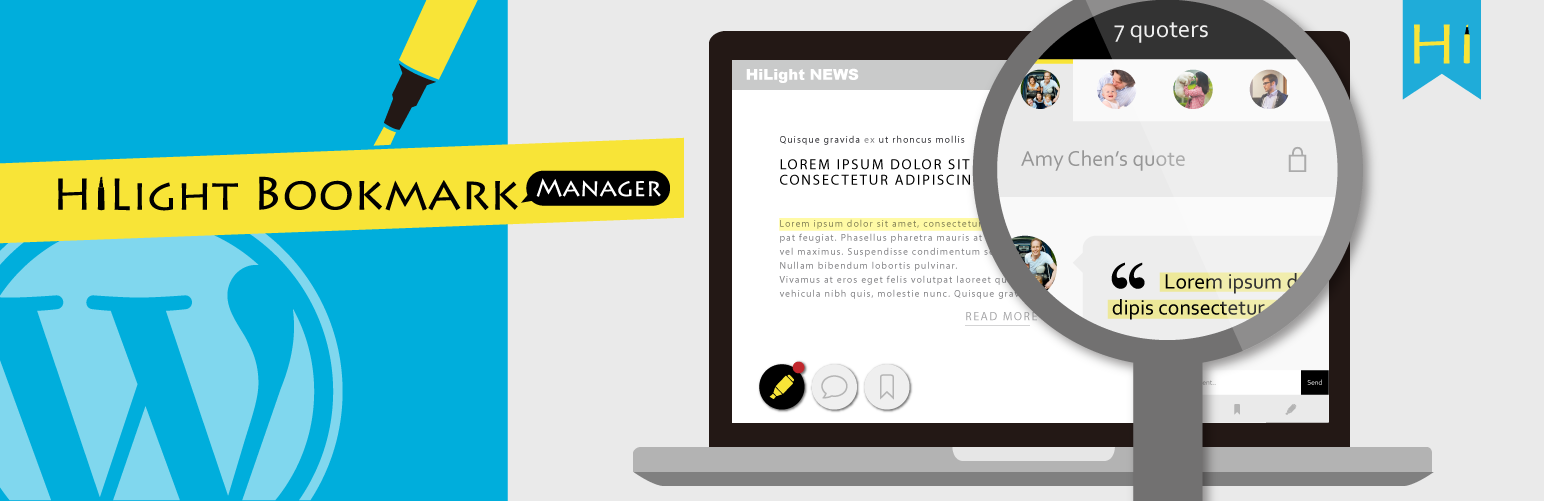 HiLight Bookmark Manager
Hi
HiLight NEWS
Quisque gravida ex ut rhoncus mollis
LOREM IPSUM DOLOR SIT
CONSECTETUR ADIPISCIN
Lorem ipsum dolor sit amet, consectetur
pat feugiat. Phasellus pharetra mauris at
vel maximus. Suspendisse condimentum
Nullam bibendum lobortis pulvinar.
Vivamus at eros eget felis volutpat laoreet
vehicula nibh quis, molestie nunc. Quisque
READ MORE
7 quoters
Amy Chen's quote
“ Lorem ipsum
dipis consectetur
Send